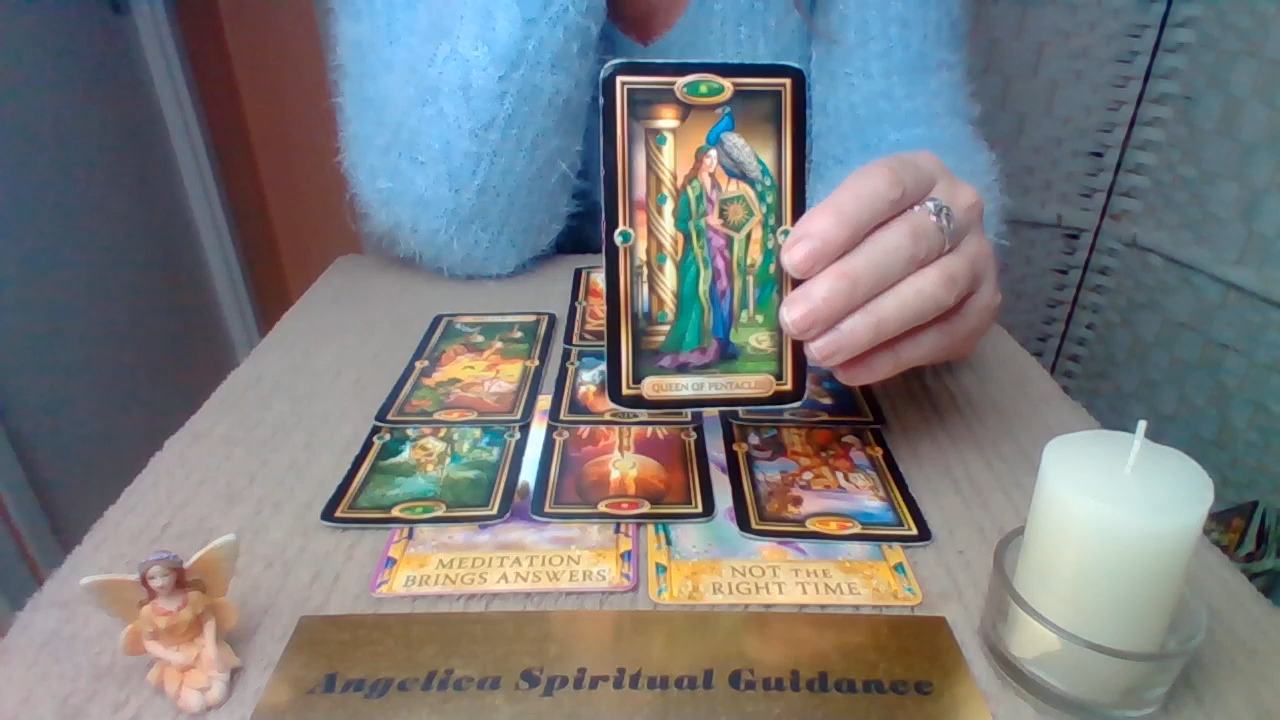 QUEEN OF PENTACLES
MEDITATION
BRINGS ANSWERS
NOT THE
RIGHT TIME
Angelica Spiritual Guidance